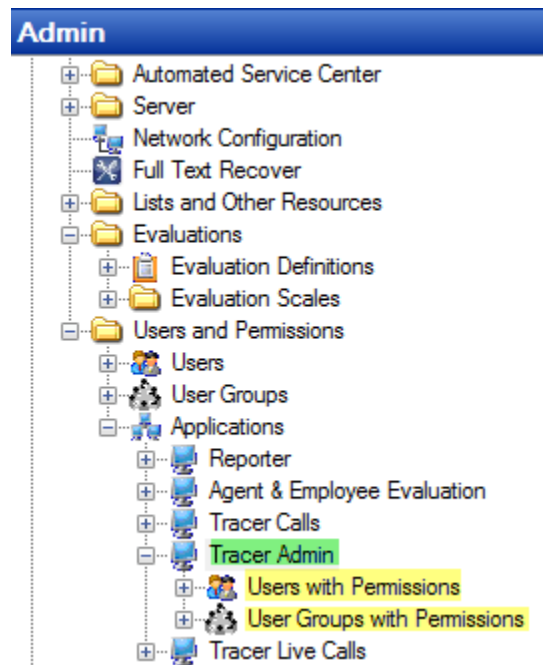 Admin
Automated Service Center
Server
Network Configuration
Full Text Recover
Lists and Other Resources
Evaluations
Evaluation Definitions
Evaluation Scales
Users and Permissions
Users
User Groups
Applications
Reporter
Agent & Employee Evaluation
Tracer Calls
Tracer Admin
Users with Permissions
User Groups with Permissions
Tracer Live Calls